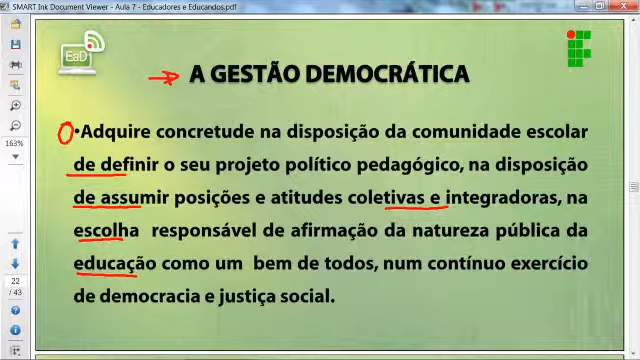 SMART Ink Document Viewer - Aula 7 - Educadores e Educandos.pdf
EaD
A GESTÃO DEMOCRÁTICA
•Adquire concretude na disposição da comunidade escolar
de definir o seu projeto político pedagógico, na disposição
de assumir posições e atitudes coletivas e integradoras, na
escolha responsável de afirmação da natureza pública da
educação como um bem de todos, num contínuo exercício
de democracia e justiça social.
163%
22
/ 43